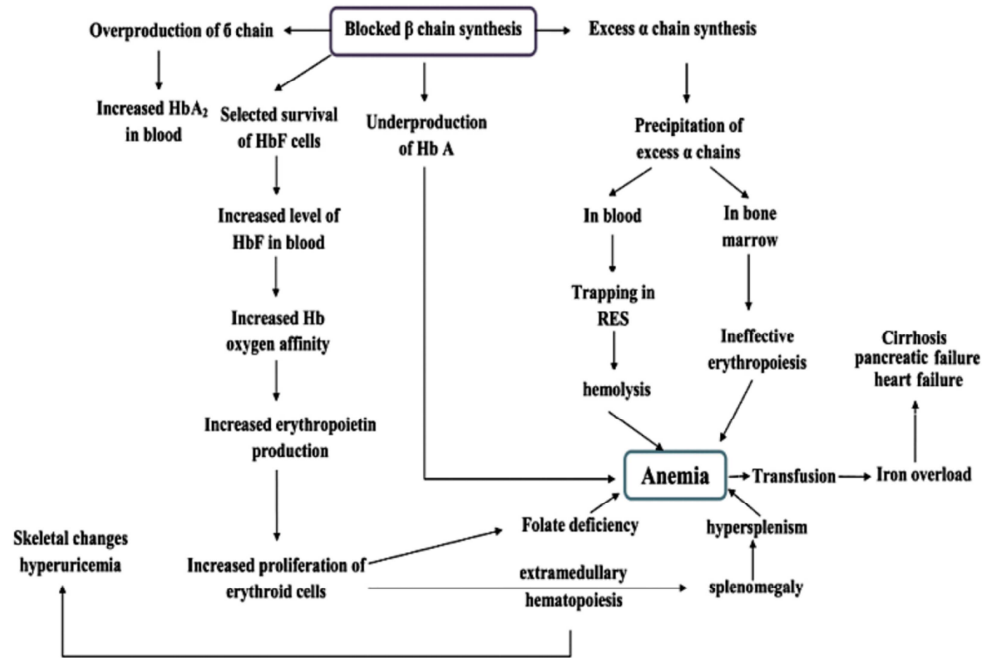 Overproduction of δ chain
Blocked β chain synthesis
Excess α chain synthesis
Increased HbA₂
in blood
Selected survival
of HbF cells
Underproduction
of Hb A
Precipitation of
excess α chains
Increased level of
HbF in blood
In blood
In bone
marrow
Trapping in
RES
Increased Hb
oxygen affinity
Ineffective
erythropoiesis
Cirrhosis
pancreatic failure
heart failure
hemolysis
Increased erythropoietin
production
Anemia
Transfusion
Iron overload
Folate deficiency
hypersplenism
Skeletal changes
hyperuricemia
Increased proliferation of
erythroid cells
extramedullary
hematopoiesis
splenomegaly